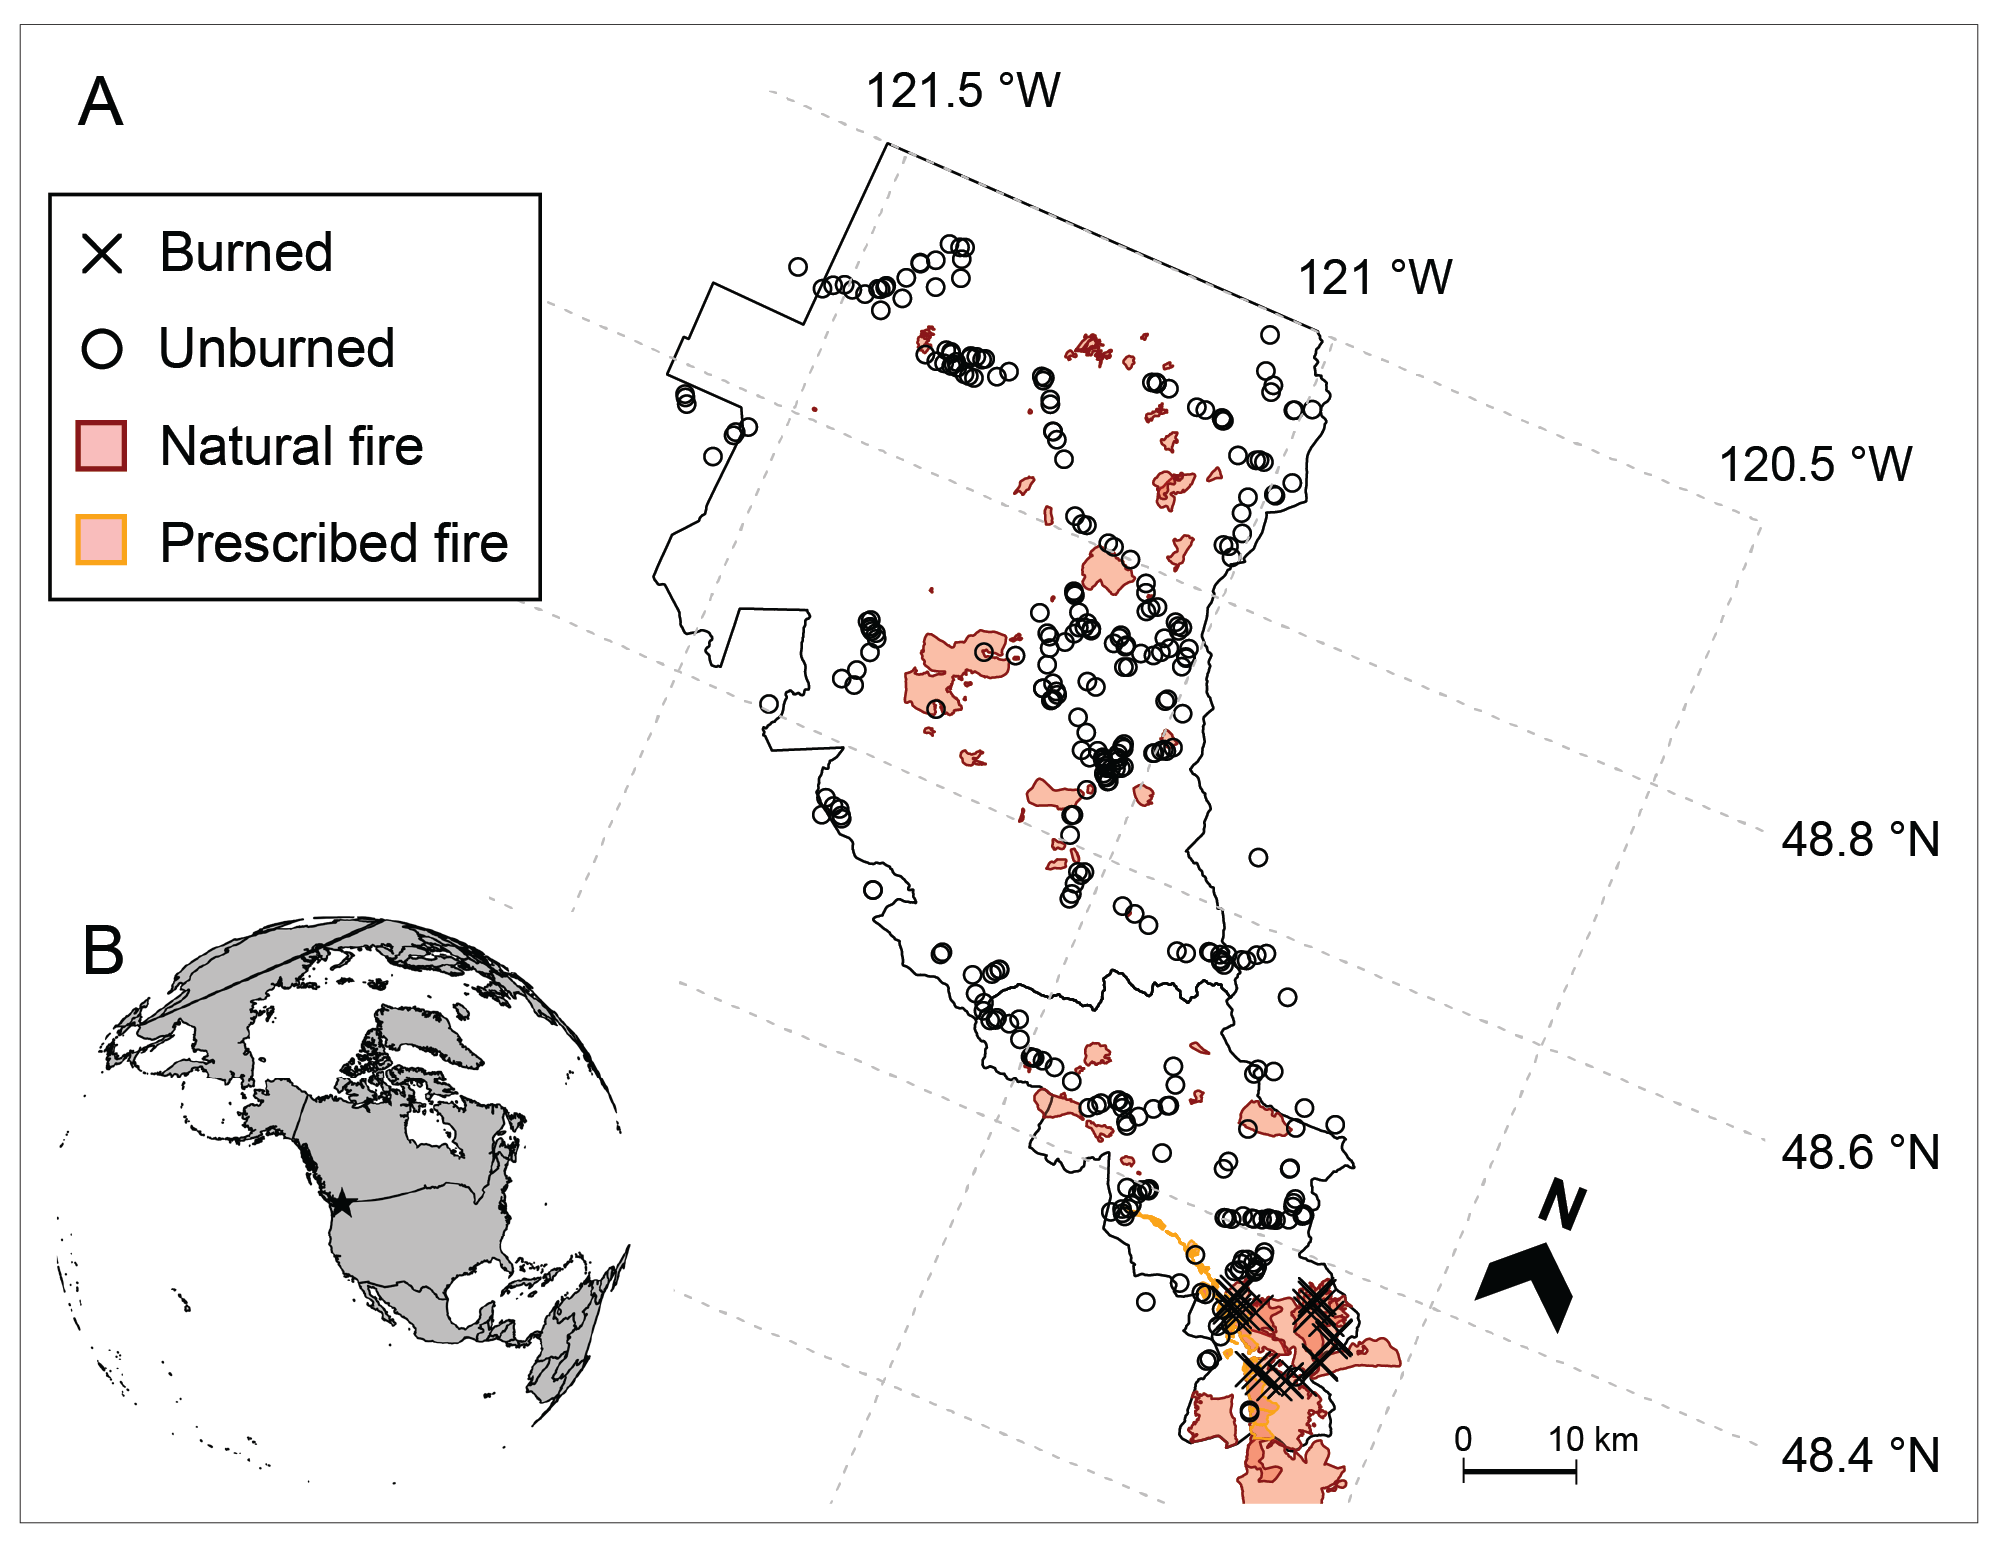 A
121.5 °W
121 °W
120.5 °W
Burned
Unburned
Natural fire
Prescribed fire
48.8 °N
B
48.6 °N
N
48.4 °N
0 10 km